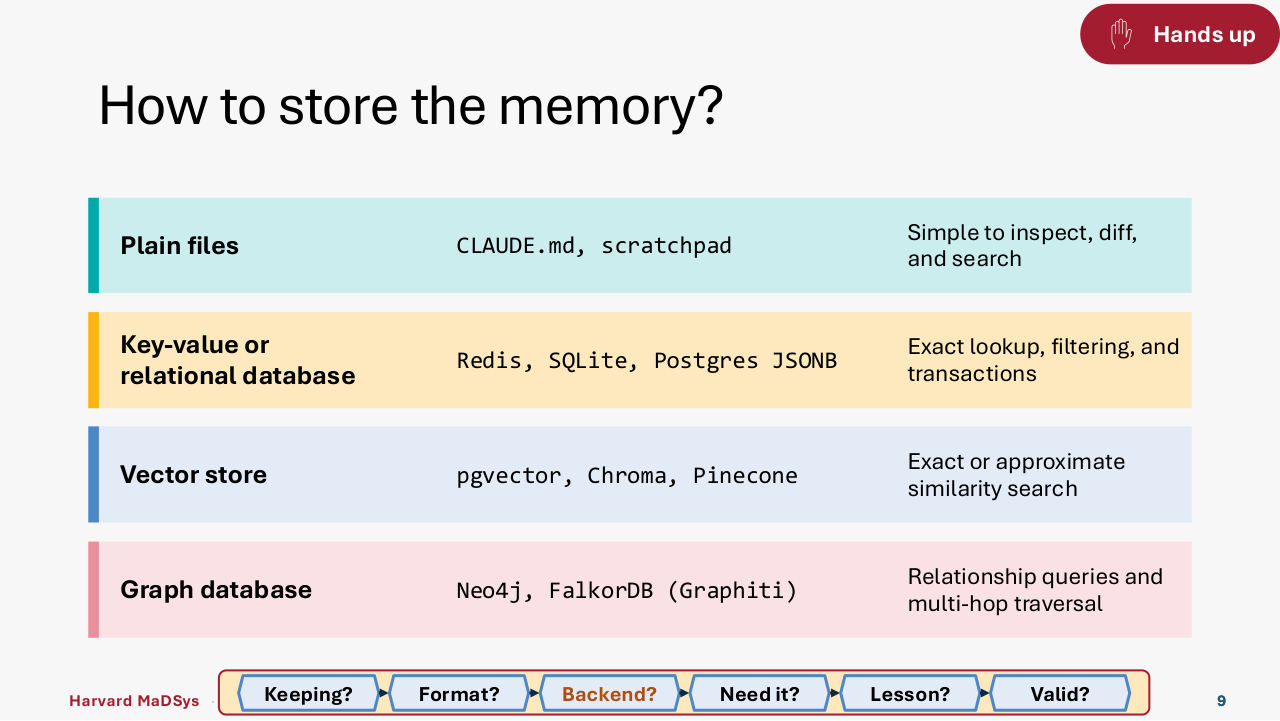 Hands up
How to store the memory?
Plain files
CLAUDE.md, scratchpad
Simple to inspect, diff,
and search
Key-value or
relational database
Redis, SQLite, Postgres JSONB
Exact lookup, filtering, and
transactions
Vector store
pgvector, Chroma, Pinecone
Exact or approximate
similarity search
Graph database
Neo4j, FalkorDB (Graphiti)
Relationship queries and
multi-hop traversal
Harvard MaDSys
Keeping?
Format?
Backend?
Need it?
Lesson?
Valid?
9